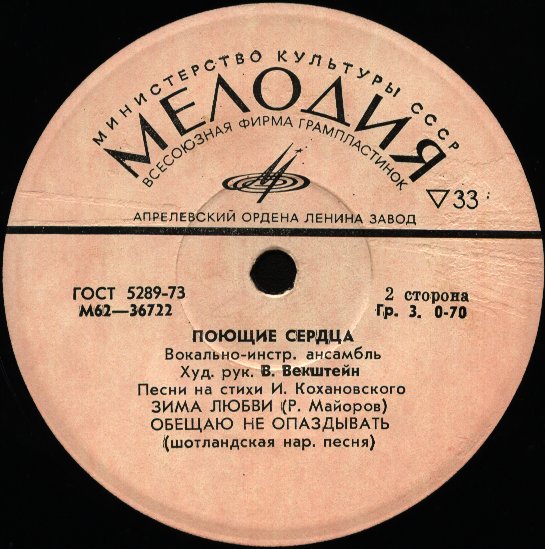 МИНИСТЕРСТВО КУЛЬТУРЫ СССР
МЕЛОДИЯ
ВСЕСОЮЗНАЯ ФИРМА ГРАМПЛАСТИНОК
33
АПРЕЛЕВСКИЙ ОРДЕНА ЛЕНИНА ЗАВОД
ГОСТ 5289-73
М62—36722
2 сторона
Гр. 3. 0-70
ПОЮЩИЕ СЕРДЦА
Вокально-инстр. ансамбль
Худ. рук. В. Векштейн
Песни на стихи И. Кохановского
ЗИМА ЛЮБВИ (Р. Майоров)
ОБЕЩАЮ НЕ ОПАЗДЫВАТЬ
(шотландская нар. песня)